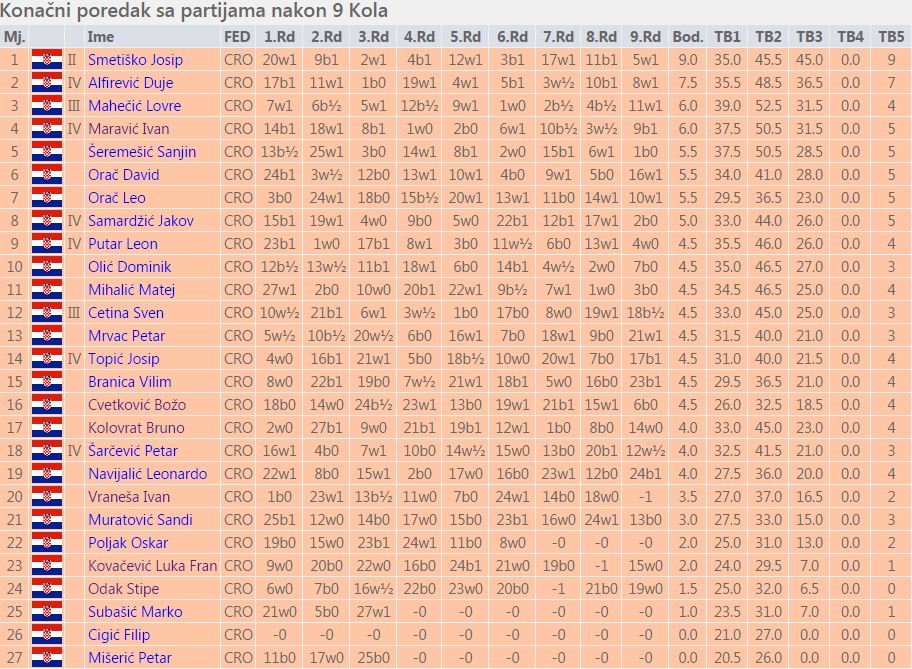 Konačni poredak sa partijama nakon 9 Kola
Mj. Ime FED 1.Rd 2.Rd 3.Rd 4.Rd 5.Rd 6.Rd 7.Rd 8.Rd 9.Rd Bod. TB1 TB2 TB3 TB4 TB5
1 II Smetiško Josip CRO 20w1 9b1 2w1 4b1 12w1 3b1 17w1 11b1 5w1 9.0 35.0 45.5 45.0 0.0 9
2 IV Alfirević Duje CRO 17b1 11w1 1b0 19w1 4w1 5b1 3w½ 10b1 8w1 7.5 35.5 48.5 36.5 0.0 7
3 III Mahečić Lovre CRO 7w1 6b½ 5w1 12b½ 9w1 1w0 2b½ 4b½ 11w1 6.0 39.0 52.5 31.5 0.0 4
4 IV Maravić Ivan CRO 14b1 18w1 8b1 1w0 2b0 6w1 10b½ 3w½ 9b1 6.0 37.5 50.5 31.5 0.0 5
5 Šeremešić Sanjin CRO 13b½ 25w1 3b0 14w1 8b1 2w0 15b1 6w1 1b0 5.5 37.5 50.5 28.5 0.0 5
6 Orač David CRO 24b1 3w½ 12b0 13w1 10w1 4b0 9w1 5b0 16w1 5.5 34.0 41.0 28.0 0.0 5
7 Orač Leo CRO 3b0 24w1 18b0 15b½ 20w1 13w1 11b0 14w1 10w1 5.5 29.5 36.5 23.5 0.0 5
8 IV Samardžić Jakov CRO 15b1 19w1 4w0 9b0 5w0 22b1 12b1 17w1 2b0 5.0 33.0 44.0 26.0 0.0 5
9 IV Putar Leon CRO 23b1 1w0 17b1 8w1 3b0 11w½ 6b0 13w1 4w0 4.5 35.5 46.0 26.0 0.0 4
10 Olić Dominik CRO 12b½ 13w½ 11b1 18w1 6b0 14b1 4w½ 2w0 7b0 4.5 35.0 46.5 27.0 0.0 3
11 Mihalić Matej CRO 27w1 2b0 10w0 20b1 22w1 9b½ 7w1 1w0 3b0 4.5 34.5 46.5 25.0 0.0 4
12 III Cetina Sven CRO 10w½ 21b1 6w1 3w½ 1b0 17b0 8w0 19w1 18b½ 4.5 33.0 45.0 25.0 0.0 3
13 Mrvac Petar CRO 5w½ 10b½ 20w½ 6b0 16w1 7b0 18w1 9b0 21w1 4.5 31.5 40.0 21.0 0.0 3
14 IV Topić Josip CRO 4w0 16b1 21w1 5b0 18b½ 10w0 20w1 7b0 17b1 4.5 31.0 40.0 21.5 0.0 4
15 Branica Vilim CRO 8w0 22b1 19b0 7w½ 21w1 18b1 5w0 16b0 23b1 4.5 29.5 36.5 21.0 0.0 4
16 Cvetković Božo CRO 18b0 14w0 24b½ 23w1 13b0 19w1 21b1 15w1 6b0 4.5 26.0 32.5 18.5 0.0 4
17 Kolovrat Bruno CRO 2w0 27b1 9w0 21b1 19b1 12w1 1b0 8b0 14w0 4.0 33.0 45.0 23.0 0.0 4
18 IV Šarčević Petar CRO 16w1 4b0 7w1 10b0 14w½ 15w0 13b0 20b1 12w½ 4.0 32.5 41.5 21.0 0.0 3
19 Navijalić Leonardo CRO 22w1 8b0 15w1 2b0 17w0 16b0 23w1 12b0 24b1 4.0 27.5 36.0 20.0 0.0 4
20 Vraneša Ivan CRO 1b0 23w1 13b½ 11w0 7b0 24w1 14b0 18w0 -1 3.5 27.0 37.0 16.5 0.0 2
21 Muratović Sandi CRO 25b1 12w0 14b0 17w0 15b0 23b1 16w0 24w1 13b0 3.0 27.5 33.0 15.0 0.0 3
22 Poljak Oskar CRO 19b0 15w0 23b1 24w1 11b0 8w0 -0 -0 -0 2.0 25.0 31.0 13.0 0.0 2
23 Kovačević Luka Fran CRO 9w0 20b0 22w0 16b0 24b1 21w0 19b0 -1 15w0 2.0 24.0 29.5 7.0 0.0 1
24 Odak Stipe CRO 6w0 7b0 16w½ 22b0 23w0 20b0 -1 21b0 19w0 1.5 25.0 32.0 6.5 0.0 0
25 Subašić Marko CRO 21w0 5b0 27w1 -0 -0 -0 -0 -0 -0 1.0 23.5 31.0 7.0 0.0 1
26 Cigić Filip CRO -0 -0 -0 -0 -0 -0 -0 -0 -0 0.0 21.0 27.0 0.0 0.0 0
27 Mišerić Petar CRO 11b0 17w0 25b0 -0 -0 -0 -0 -0 -0 0.0 20.5 26.0 0.0 0.0 0